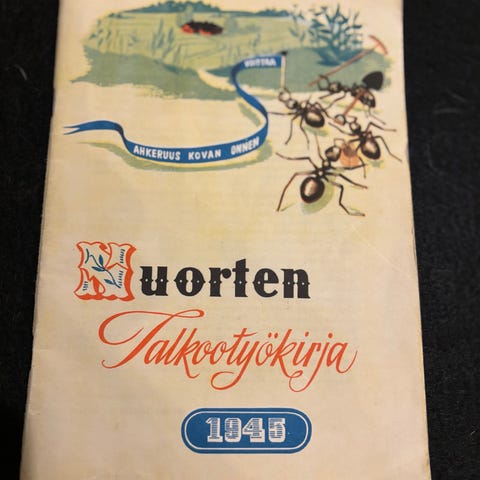 AHKERUUS KOVAN ONNEN VOITTAA
Nuorten
Talkootyökirja
1945